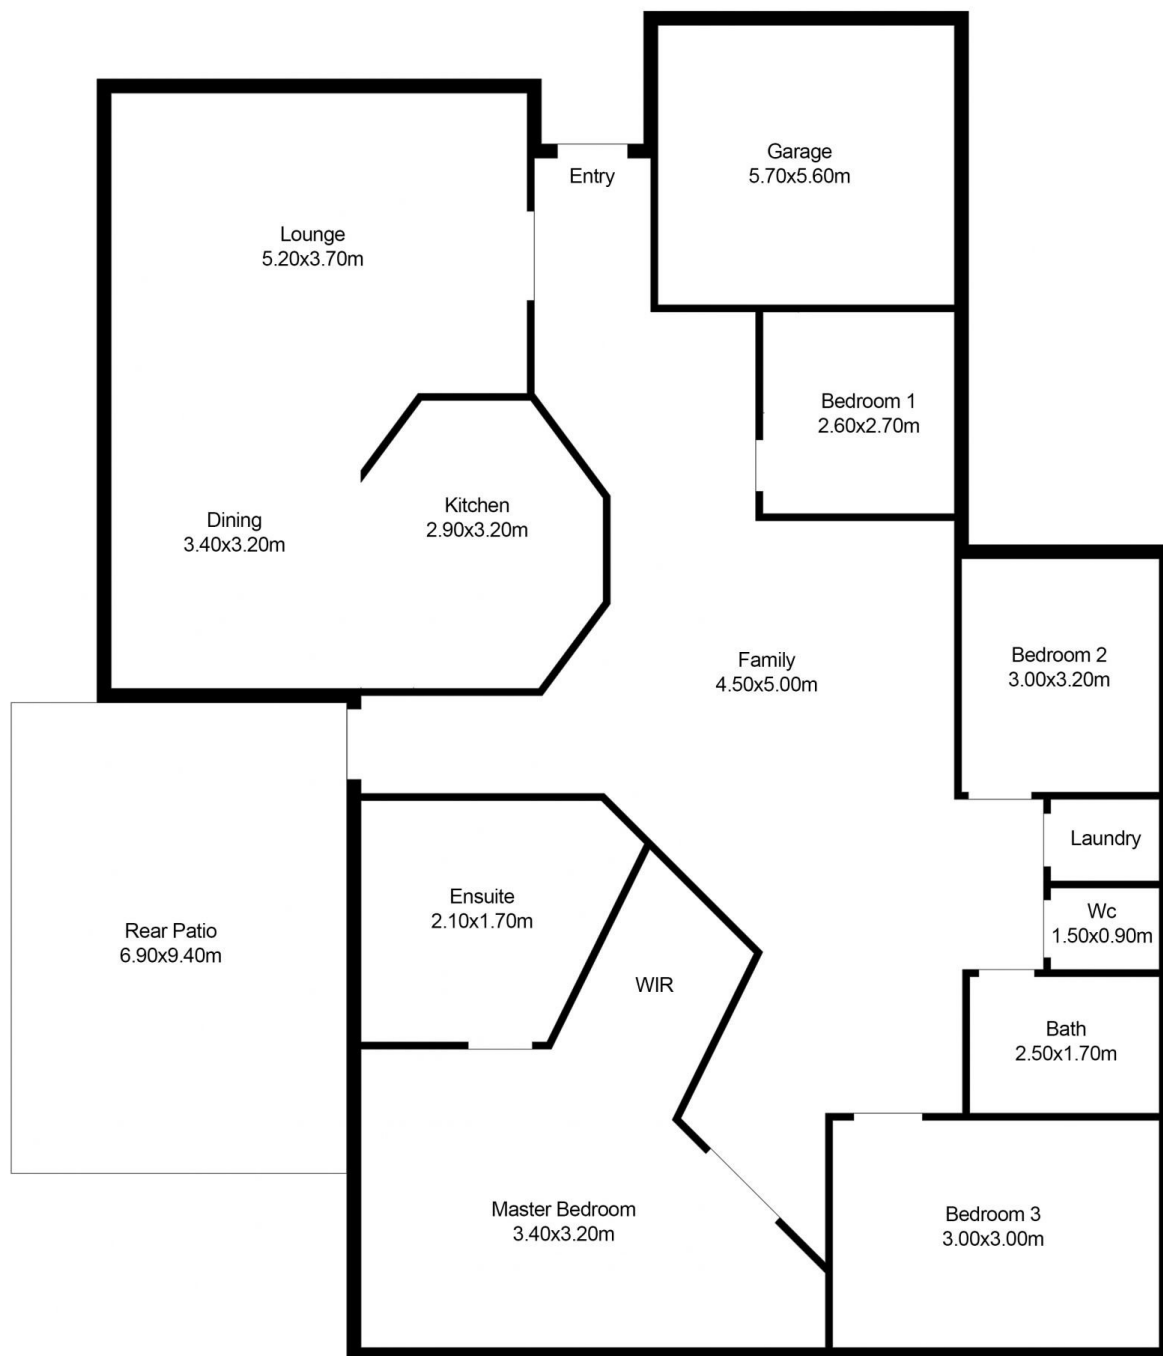 Garage
5.70x5.60m
Entry
Lounge
5.20x3.70m
Bedroom 1
2.60x2.70m
Kitchen
2.90x3.20m
Dining
3.40x3.20m
Family
4.50x5.00m
Bedroom 2
3.00x3.20m
Laundry
Wc
1.50x0.90m
Ensuite
2.10x1.70m
Rear Patio
6.90x9.40m
WIR
Bath
2.50x1.70m
Master Bedroom
3.40x3.20m
Bedroom 3
3.00x3.00m